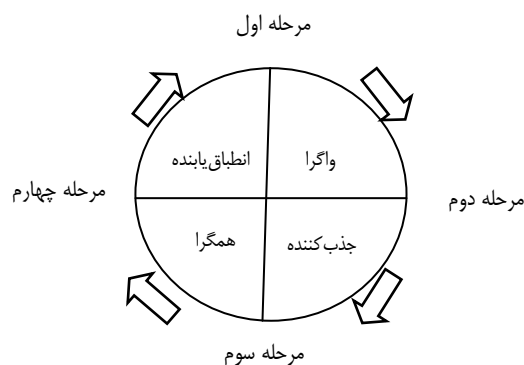 مرحله اول
انطباق‌یابنده
واگرا
مرحله چهارم
مرحله دوم
همگرا
جذب‌کننده
مرحله سوم